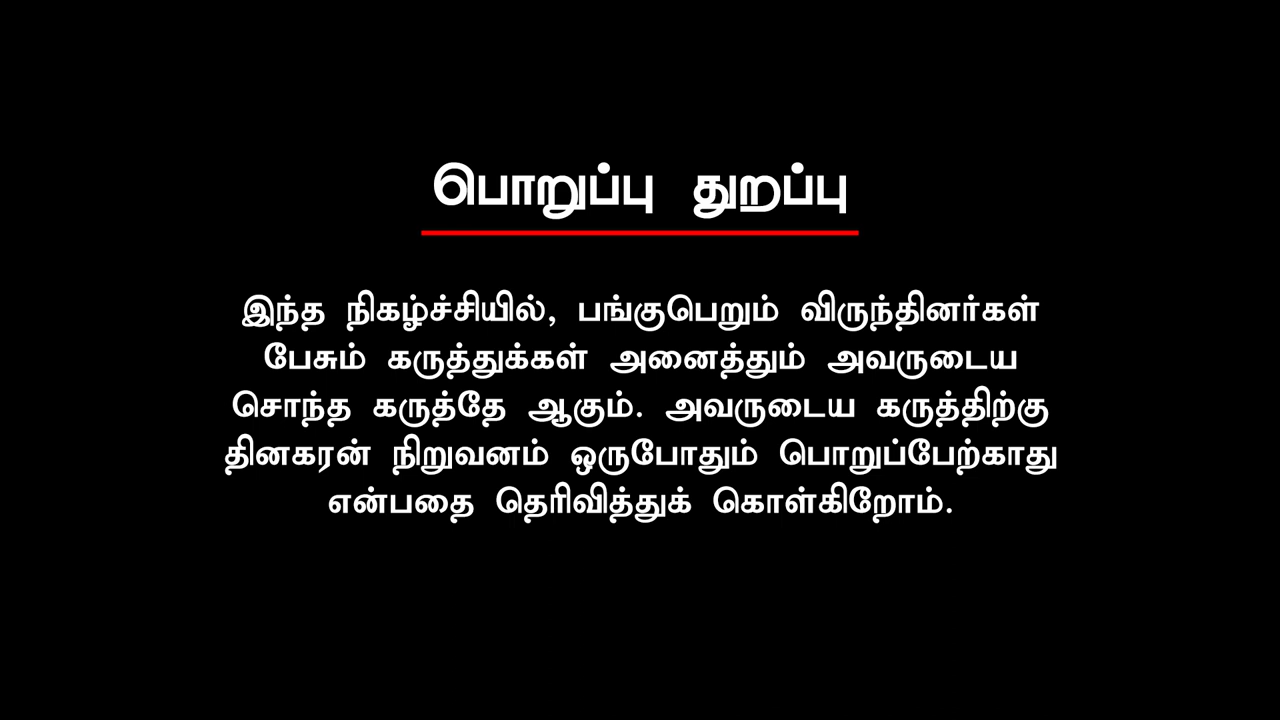 பொறுப்பு துறப்பு
இந்த நிகழ்ச்சியில், பங்குபெறும் விருந்தினர்கள்
பேசும் கருத்துக்கள் அனைத்தும் அவருடைய
சொந்த கருத்தே ஆகும். அவருடைய கருத்திற்கு
தினகரன் நிறுவனம் ஒருபோதும் பொறுப்பேற்காது
என்பதை தெரிவித்துக் கொள்கிறோம்.